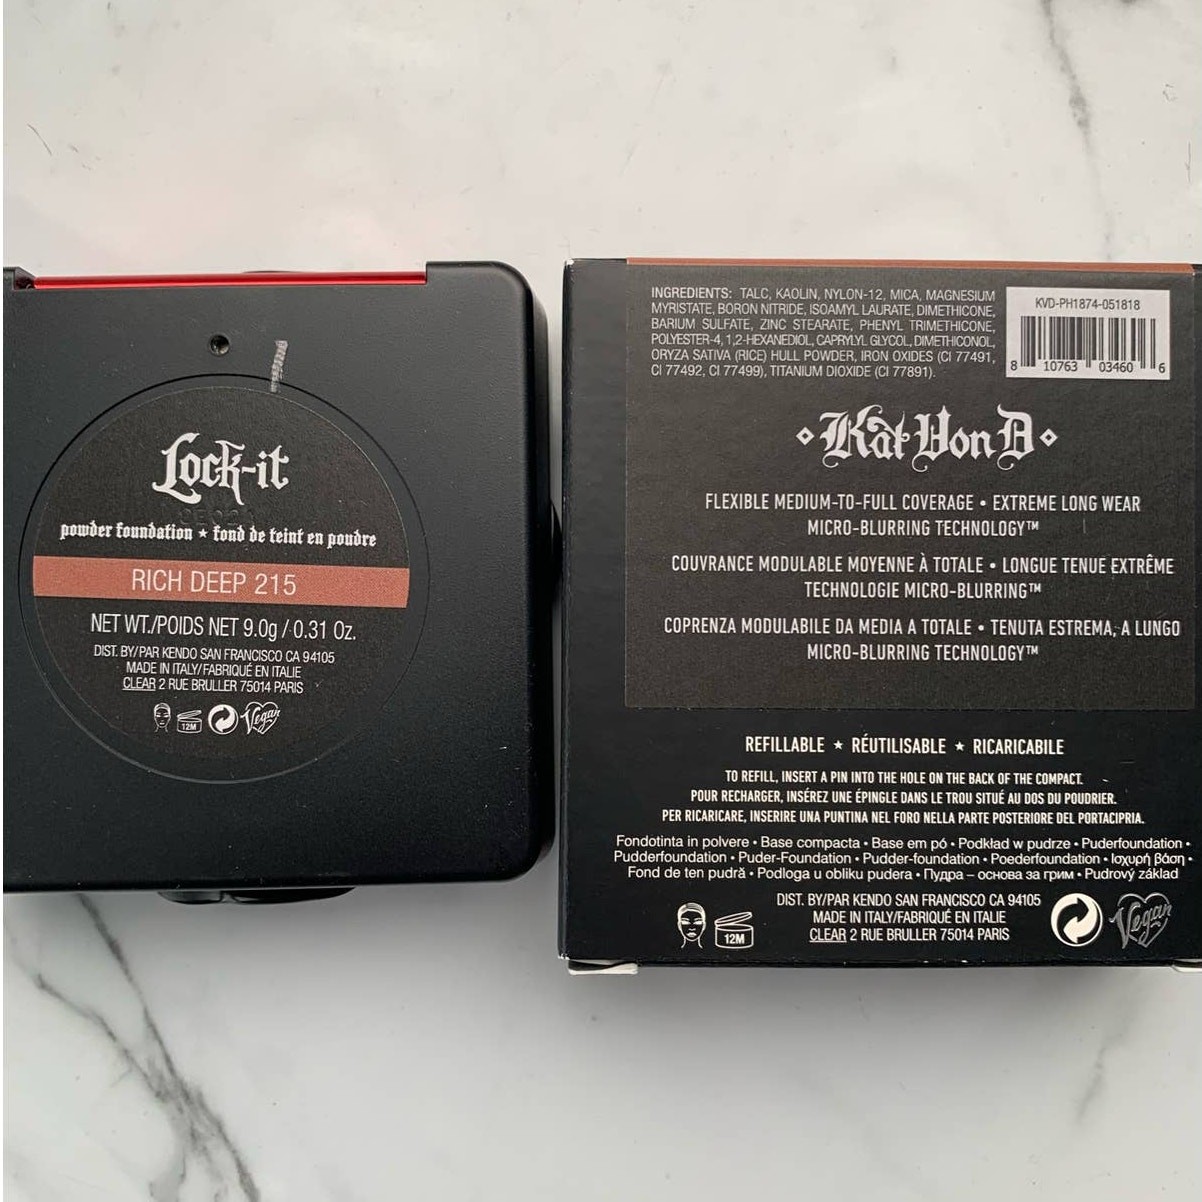 Lock-it
powder foundation ★ fond de teint en poudre
RICH DEEP 215
NET WT./POIDS NET 9.0g / 0.31 Oz.
DIST. BY/PAR KENDO SAN FRANCISCO CA 94105
MADE IN ITALY/FABRIQUÉ EN ITALIE
CLEAR 2 RUE BRULLER 75014 PARIS
12M
Vegan
INGREDIENTS: TALC, KAOLIN, NYLON-12, MICA, MAGNESIUM
MYRISTATE, BORON NITRIDE, ISOAMYL LAURATE, DIMETHICONE,
BARIUM SULFATE, ZINC STEARATE, PHENYL TRIMETHICONE,
POLYESTER-4, 1,2-HEXANEDIOL, CAPRYLYL GLYCOL, DIMETHICONOL,
ORYZA SATIVA (RICE) HULL POWDER, IRON OXIDES (CI 77491,
CI 77492, CI 77499), TITANIUM DIOXIDE (CI 77891).
KVD-PH1874-051818
8 10763 03460 6
Kat Von D
FLEXIBLE MEDIUM-TO-FULL COVERAGE • EXTREME LONG WEAR
MICRO-BLURRING TECHNOLOGY™
COUVRANCE MODULABLE MOYENNE À TOTALE • LONGUE TENUE EXTRÊME
TECHNOLOGIE MICRO-BLURRING™
COPRENZA MODULABILE DA MEDIA A TOTALE • TENUTA ESTREMA, A LUNGO
MICRO-BLURRING TECHNOLOGY™
REFILLABLE ★ RÉUTILISABLE ★ RICARICABILE
TO REFILL, INSERT A PIN INTO THE HOLE ON THE BACK OF THE COMPACT.
POUR RECHARGER, INSÉREZ UNE ÉPINGLE DANS LE TROU SITUÉ AU DOS DU POUDRIER.
PER RICARICARE, INSERIRE UNA PUNTINA NEL FORO NELLA PARTE POSTERIORE DEL PORTACIPRIA.
Fondotinta in polvere • Base compacta • Base em pó • Podkład w pudrze • Puderfoundation •
Pudderfoundation • Puder-Foundation • Pudder-foundation • Poederfoundation • Ισχυρή βάση •
Fond de ten pudră • Podloga u obliku pudera • Пудра – основа за грим • Pudrový základ
DIST. BY/PAR KENDO SAN FRANCISCO CA 94105
MADE IN ITALY/FABRIQUÉ EN ITALIE
CLEAR 2 RUE BRULLER 75014 PARIS
12M
Vegan